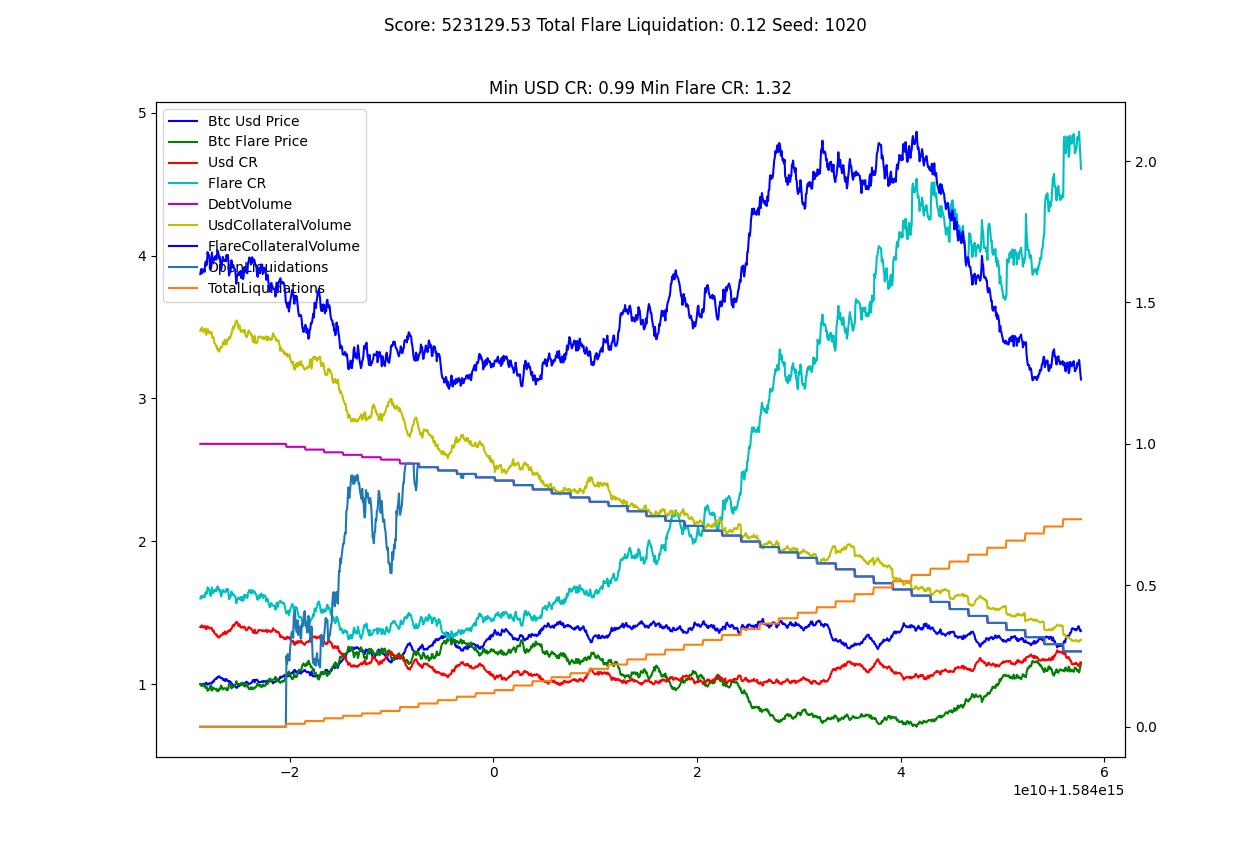 Score: 523129.53 Total Flare Liquidation: 0.12 Seed: 1020
Min USD CR: 0.99 Min Flare CR: 1.32
Btc Usd Price
Btc Flare Price
Usd CR
Flare CR
DebtVolume
UsdCollateralVolume
FlareCollateralVolume
OpenLiquidations
TotalLiquidations
5
4
3
2
1
2.0
1.5
1.0
0.5
0.0
−2
0
2
4
6
1e10+1.584e15